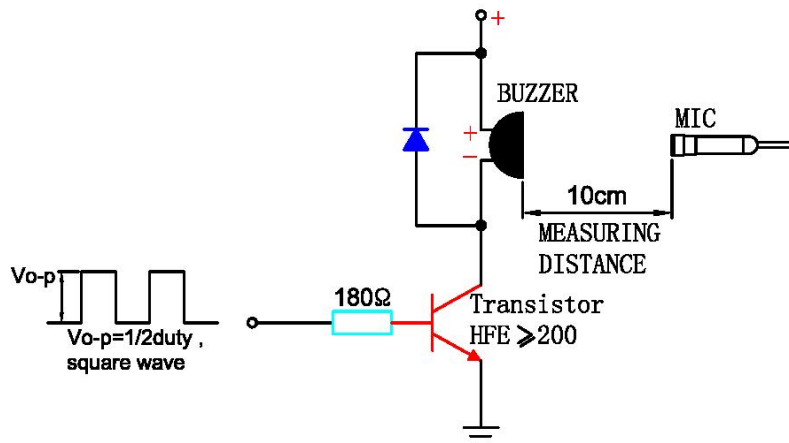 +
BUZZER
MIC
+
−
10cm
MEASURING
DISTANCE
Vo-p
180Ω
Transistor
HFE ⩾200
Vo-p=1/2duty ,
square wave